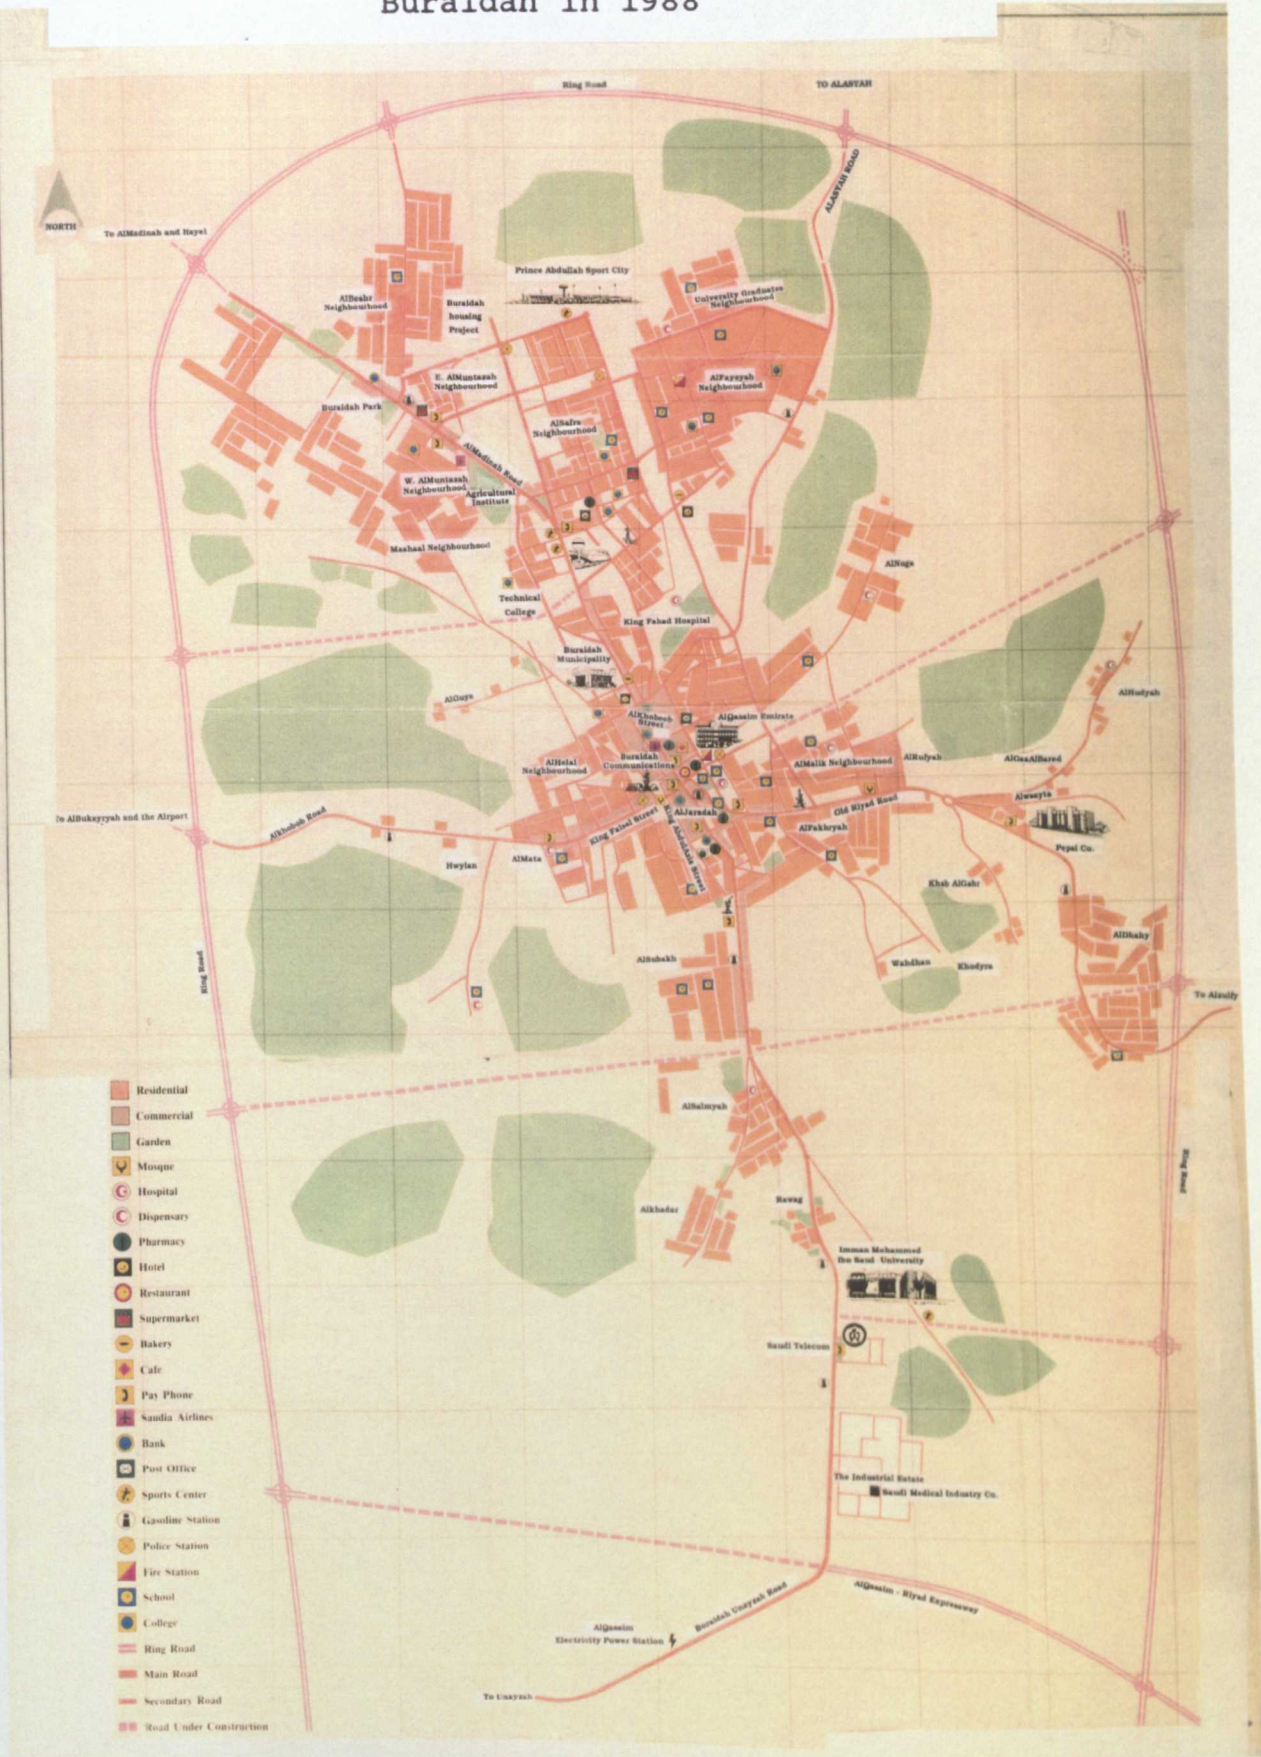 Buraidah in 1988
Ring Road
TO ALASYAH
ALASYAH ROAD
NORTH
To AlMadinah and Hayel
Prince Abdullah Sport City
University Graduates
Neighbourhood
AlBeshr
Neighbourhood
Buraidah
housing
Project
E. AlMuntazah
Neighbourhood
AlFayzyah
Neighbourhood
Buraidah Park
AlSafra
Neighbourhood
AlMadinah Road
W. AlMuntazah
Neighbourhood
Agricultural
Institute
Mashaal Neighbourhood
AlNaga
Technical
College
King Fahad Hospital
Buraidah
Municipality
AlGuya
AlHudyah
AlKhobeeb
Street
AlQassim Emirate
AlHelal
Neighbourhood
Buraidah
Communications
AlMalik Neighbourhood
AlRufyah
AlGaaAlBared
Alwsayta
To AlBukayryah and the Airport
Alkhobob Road
King Faisal Street
King Abdulaziz Street
AlJaradah
Old Riyad Road
AlFakhryah
Pepsi Co.
Hwylan
AlMata
Khab AlGabr
AlDhahy
Ring Road
AlSubakh
Wahdhan
Khodyra
To Alzulfy
AlSalmyah
Ring Road
Alkhadar
Rawag
Imman Mohammed
Ibn Saud University
Saudi Telecom
The Industrial Estate
Saudi Medical Industry Co.
AlQassim - Riyad Expressway
Buraidah Unayzah Road
AlQassim
Electricity Power Station
To Unayzah
Residential
Commercial
Garden
Mosque
Hospital
Dispensary
Pharmacy
Hotel
Restaurant
Supermarket
Bakery
Cafe
Pay Phone
Saudia Airlines
Bank
Post Office
Sports Center
Gasoline Station
Police Station
Fire Station
School
College
Ring Road
Main Road
Secondary Road
Road Under Construction